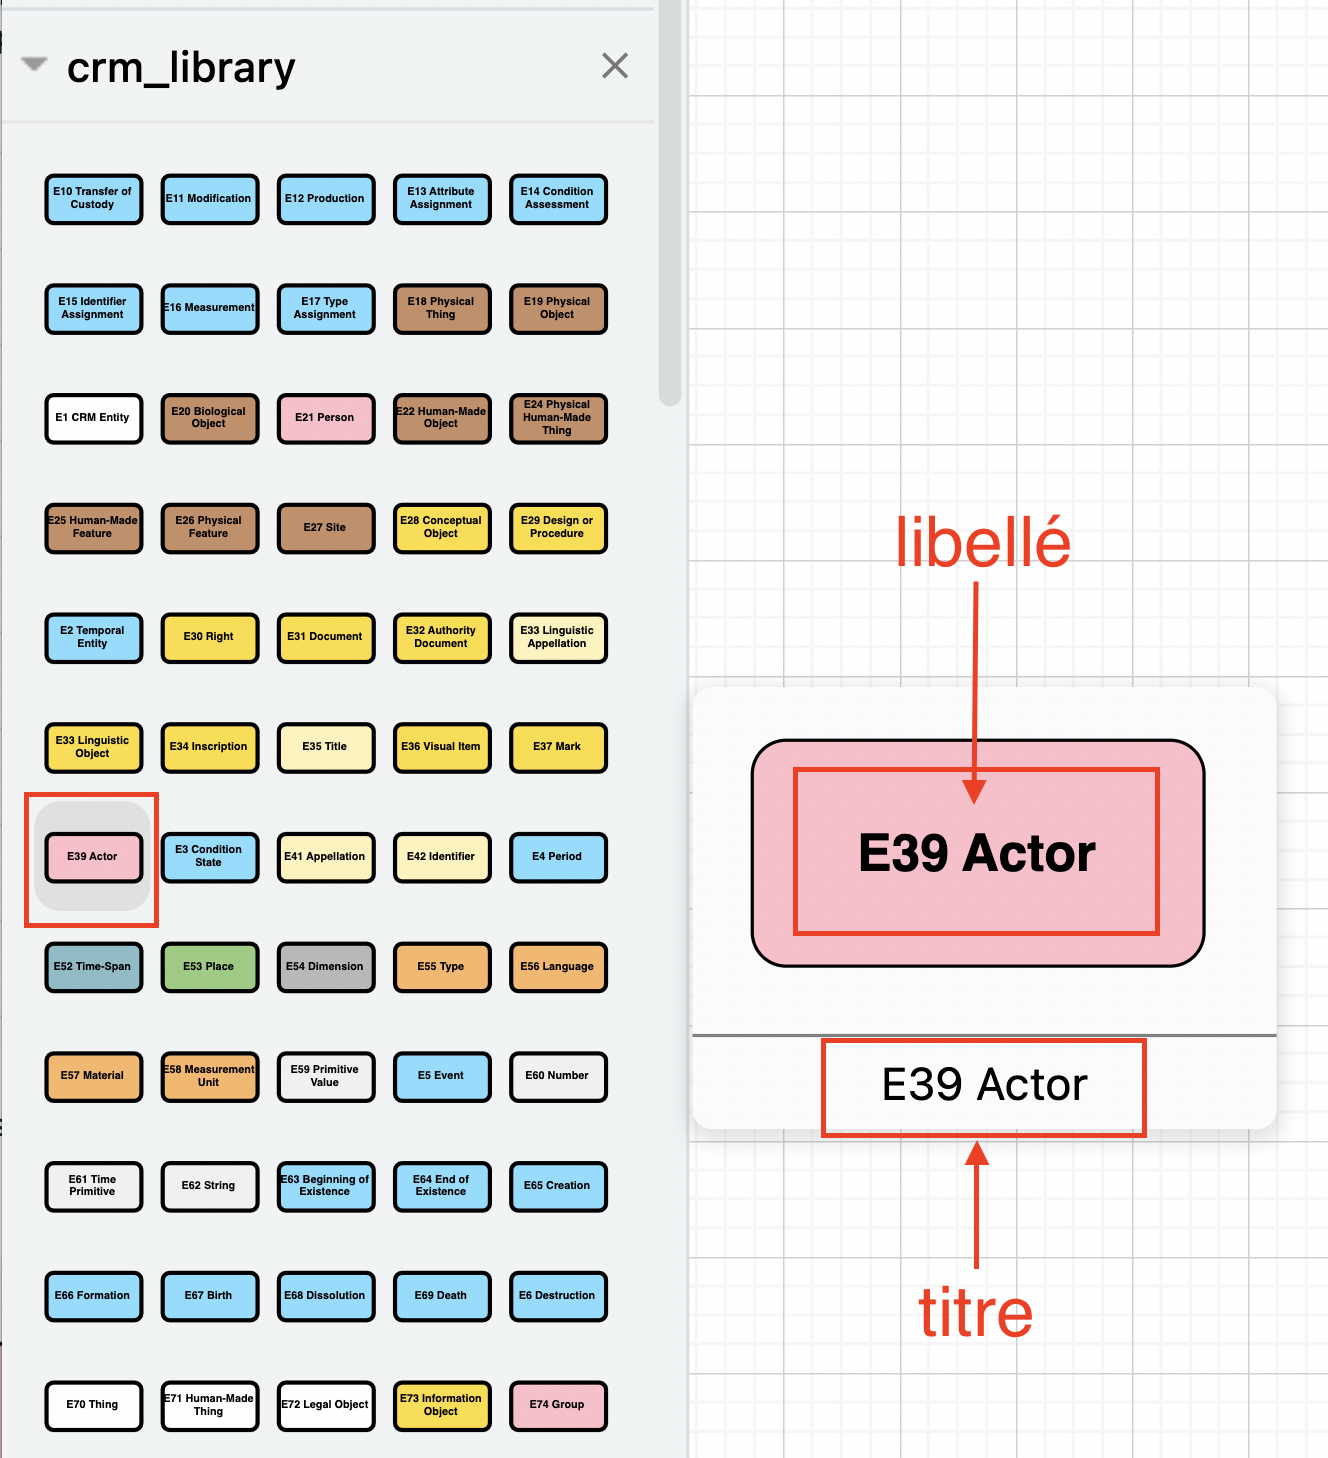 crm_library
E10 Transfer of
Custody
E11 Modification
E12 Production
E13 Attribute
Assignment
E14 Condition
Assessment
E15 Identifier
Assignment
E16 Measurement
E17 Type
Assignment
E18 Physical
Thing
E19 Physical
Object
E1 CRM Entity
E20 Biological
Object
E21 Person
E22 Human-Made
Object
E24 Physical
Human-Made
Thing
E25 Human-Made
Feature
E26 Physical
Feature
E27 Site
E28 Conceptual
Object
E29 Design or
Procedure
E2 Temporal
Entity
E30 Right
E31 Document
E32 Authority
Document
E33 Linguistic
Appellation
E33 Linguistic
Object
E34 Inscription
E35 Title
E36 Visual Item
E37 Mark
E39 Actor
E3 Condition
State
E41 Appellation
E42 Identifier
E4 Period
E52 Time-Span
E53 Place
E54 Dimension
E55 Type
E56 Language
E57 Material
E58 Measurement
Unit
E59 Primitive
Value
E5 Event
E60 Number
E61 Time
Primitive
E62 String
E63 Beginning of
Existence
E64 End of
Existence
E65 Creation
E66 Formation
E67 Birth
E68 Dissolution
E69 Death
E6 Destruction
E70 Thing
E71 Human-Made
Thing
E72 Legal Object
E73 Information
Object
E74 Group
libellé
E39 Actor
E39 Actor
titre